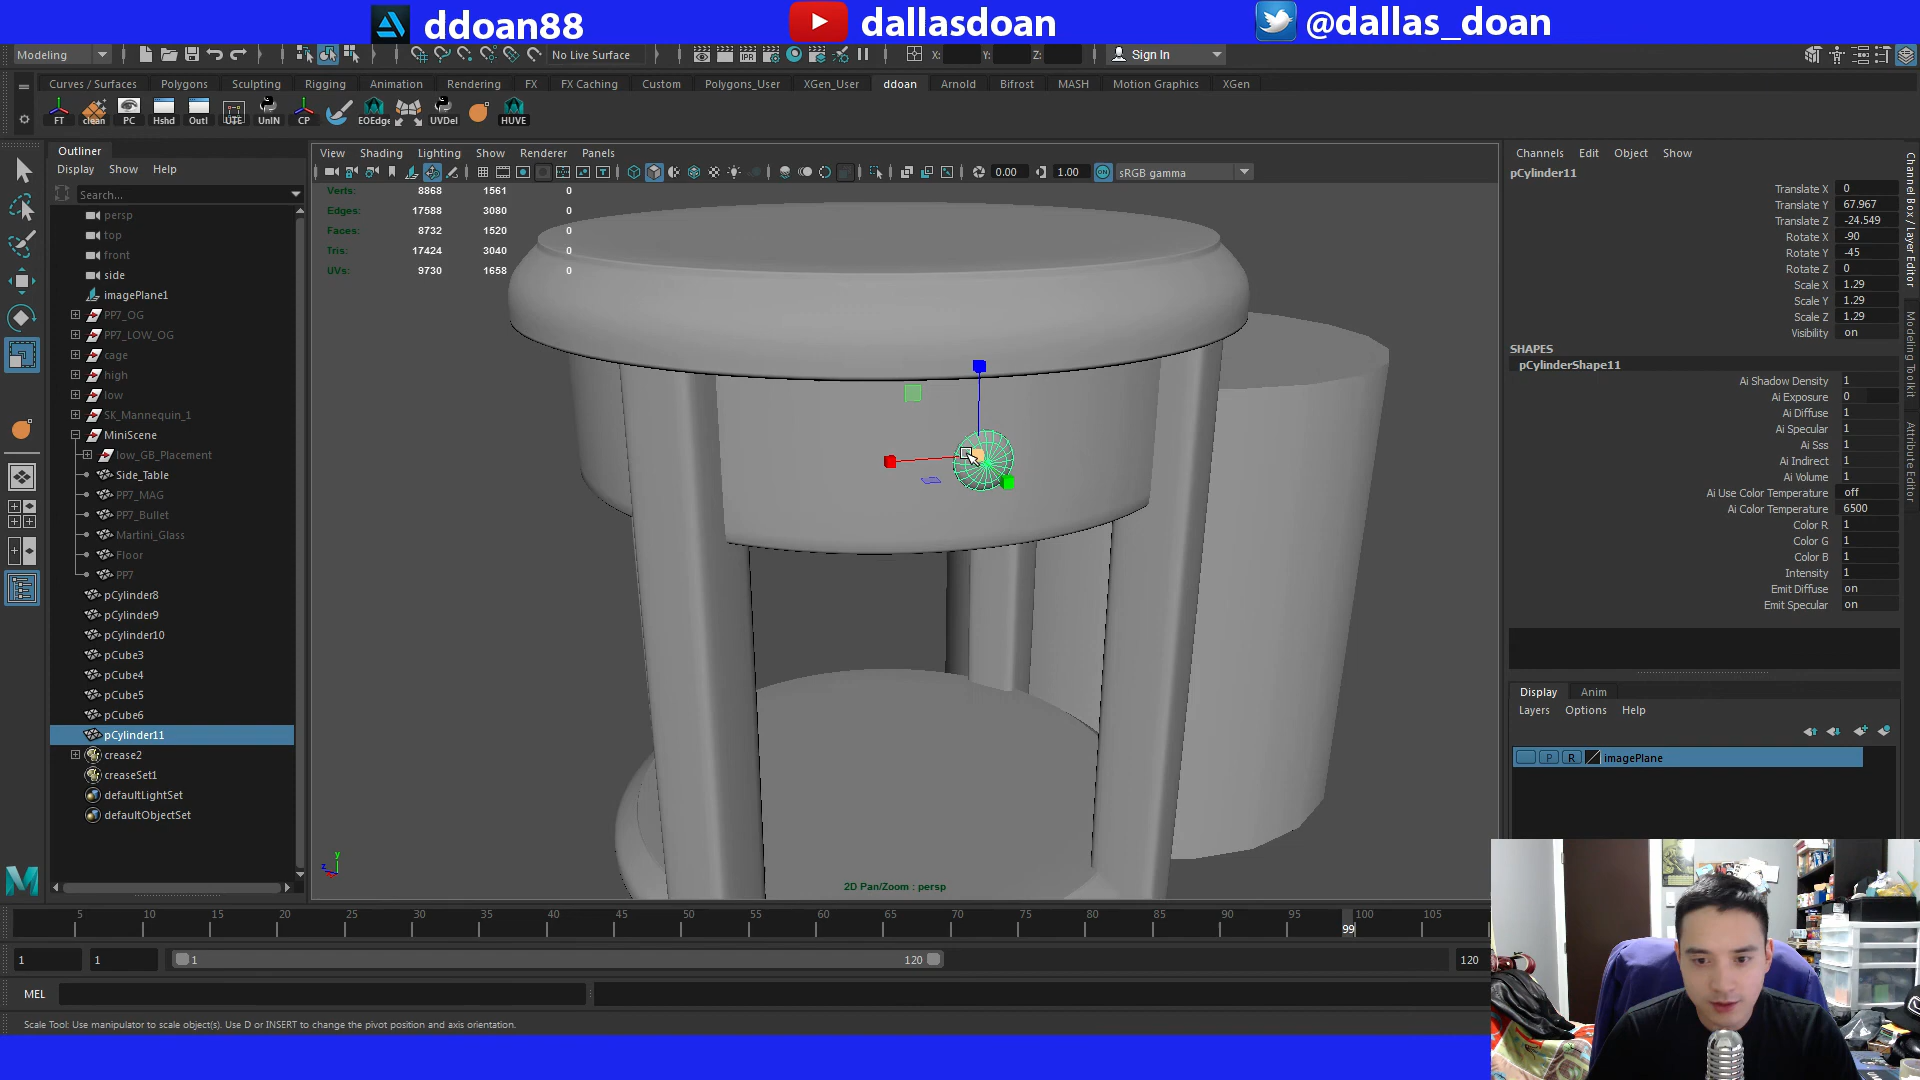 ddoan88
dallasdoan
@dallas_doan
Modeling
No Live Surface
X:
Y:
Z:
Sign In
Curves / Surfaces
Polygons
Sculpting
Rigging
Animation
Rendering
FX
FX Caching
Custom
Polygons_User
XGen_User
ddoan
Arnold
Bifrost
MASH
Motion Graphics
XGen
FT
clean
PC
Hshd
Outl
UTE
UnIN
CP
EOEdge
UVDel
HUVE
Outliner
Display
Show
Help
Search...
persp
top
front
side
imagePlane1
PP7_OG
PP7_LOW_OG
cage
high
low
SK_Mannequin_1
MiniScene
low_GB_Placement
Side_Table
PP7_MAG
PP7_Bullet
Martini_Glass
Floor
PP7
pCylinder8
pCylinder9
pCylinder10
pCube3
pCube4
pCube5
pCube6
pCylinder11
crease2
creaseSet1
defaultLightSet
defaultObjectSet
View
Shading
Lighting
Show
Renderer
Panels
0.00
1.00
sRGB gamma
Verts: 8868 1561 0
Edges: 17588 3080 0
Faces: 8732 1520 0
Tris: 17424 3040 0
UVs: 9730 1658 0
2D Pan/Zoom : persp
Channels
Edit
Object
Show
pCylinder11
Translate X 0
Translate Y 67.967
Translate Z -24.549
Rotate X -90
Rotate Y -45
Rotate Z 0
Scale X 1.29
Scale Y 1.29
Scale Z 1.29
Visibility on
SHAPES
pCylinderShape11
Ai Shadow Density 1
Ai Exposure 0
Ai Diffuse 1
Ai Specular 1
Ai Sss 1
Ai Indirect 1
Ai Volume 1
Ai Use Color Temperature off
Ai Color Temperature 6500
Color R 1
Color G 1
Color B 1
Intensity 1
Emit Diffuse on
Emit Specular on
Channel Box / Layer Editor
Modeling Toolkit
Attribute Editor
Display
Anim
Layers
Options
Help
P
R
imagePlane
5
10
15
20
25
30
35
40
45
50
55
60
65
70
75
80
85
90
95
100
105
99
1
1
1
120
120
MEL
Scale Tool: Use manipulator to scale object(s). Use D or INSERT to change the pivot position and axis orientation.
y
z